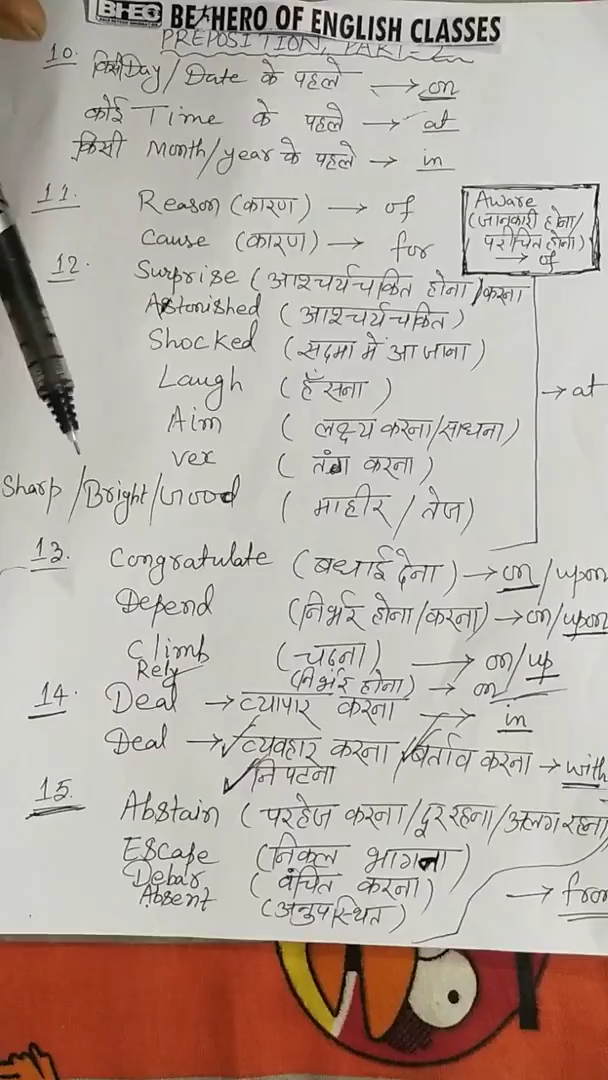 BHEO BE A HERO OF ENGLISH CLASSES
PREPOSITION, PART-2
10. किसी Day/Date के पहले → on
कोई Time के पहले → at
किसी Month/year के पहले → in
11. Reason (कारण) → of
Cause (कारण) → for
Aware
(जानकारी होना/
परीचित होना)
→ of
12. Surprise (आश्चर्यचकित होना/करना
Astonished (आश्चर्यचकित)
Shocked (सदमा में आ जाना)
Laugh (हँसना)
→ at
Aim (लक्ष्य करना/साधना)
Vex (तंग करना)
Sharp/Bright/Good (माहीर/तेज)
13. Congratulate (बधाई देना) → on/upon
Depend (निर्भर होना/करना) → on/upon
Climb (चढ़ना) → on/up
Rely (निर्भर होना) → on
14. Deal → व्यापार करना → in
Deal → व्यवहार करना/बर्ताव करना → with
निपटना
15. Abstain (परहेज करना/दूर रहना/अलग रहना)
Escape (निकल भागना)
Debar (वंचित करना)
→ from
Absent (अनुपस्थित)